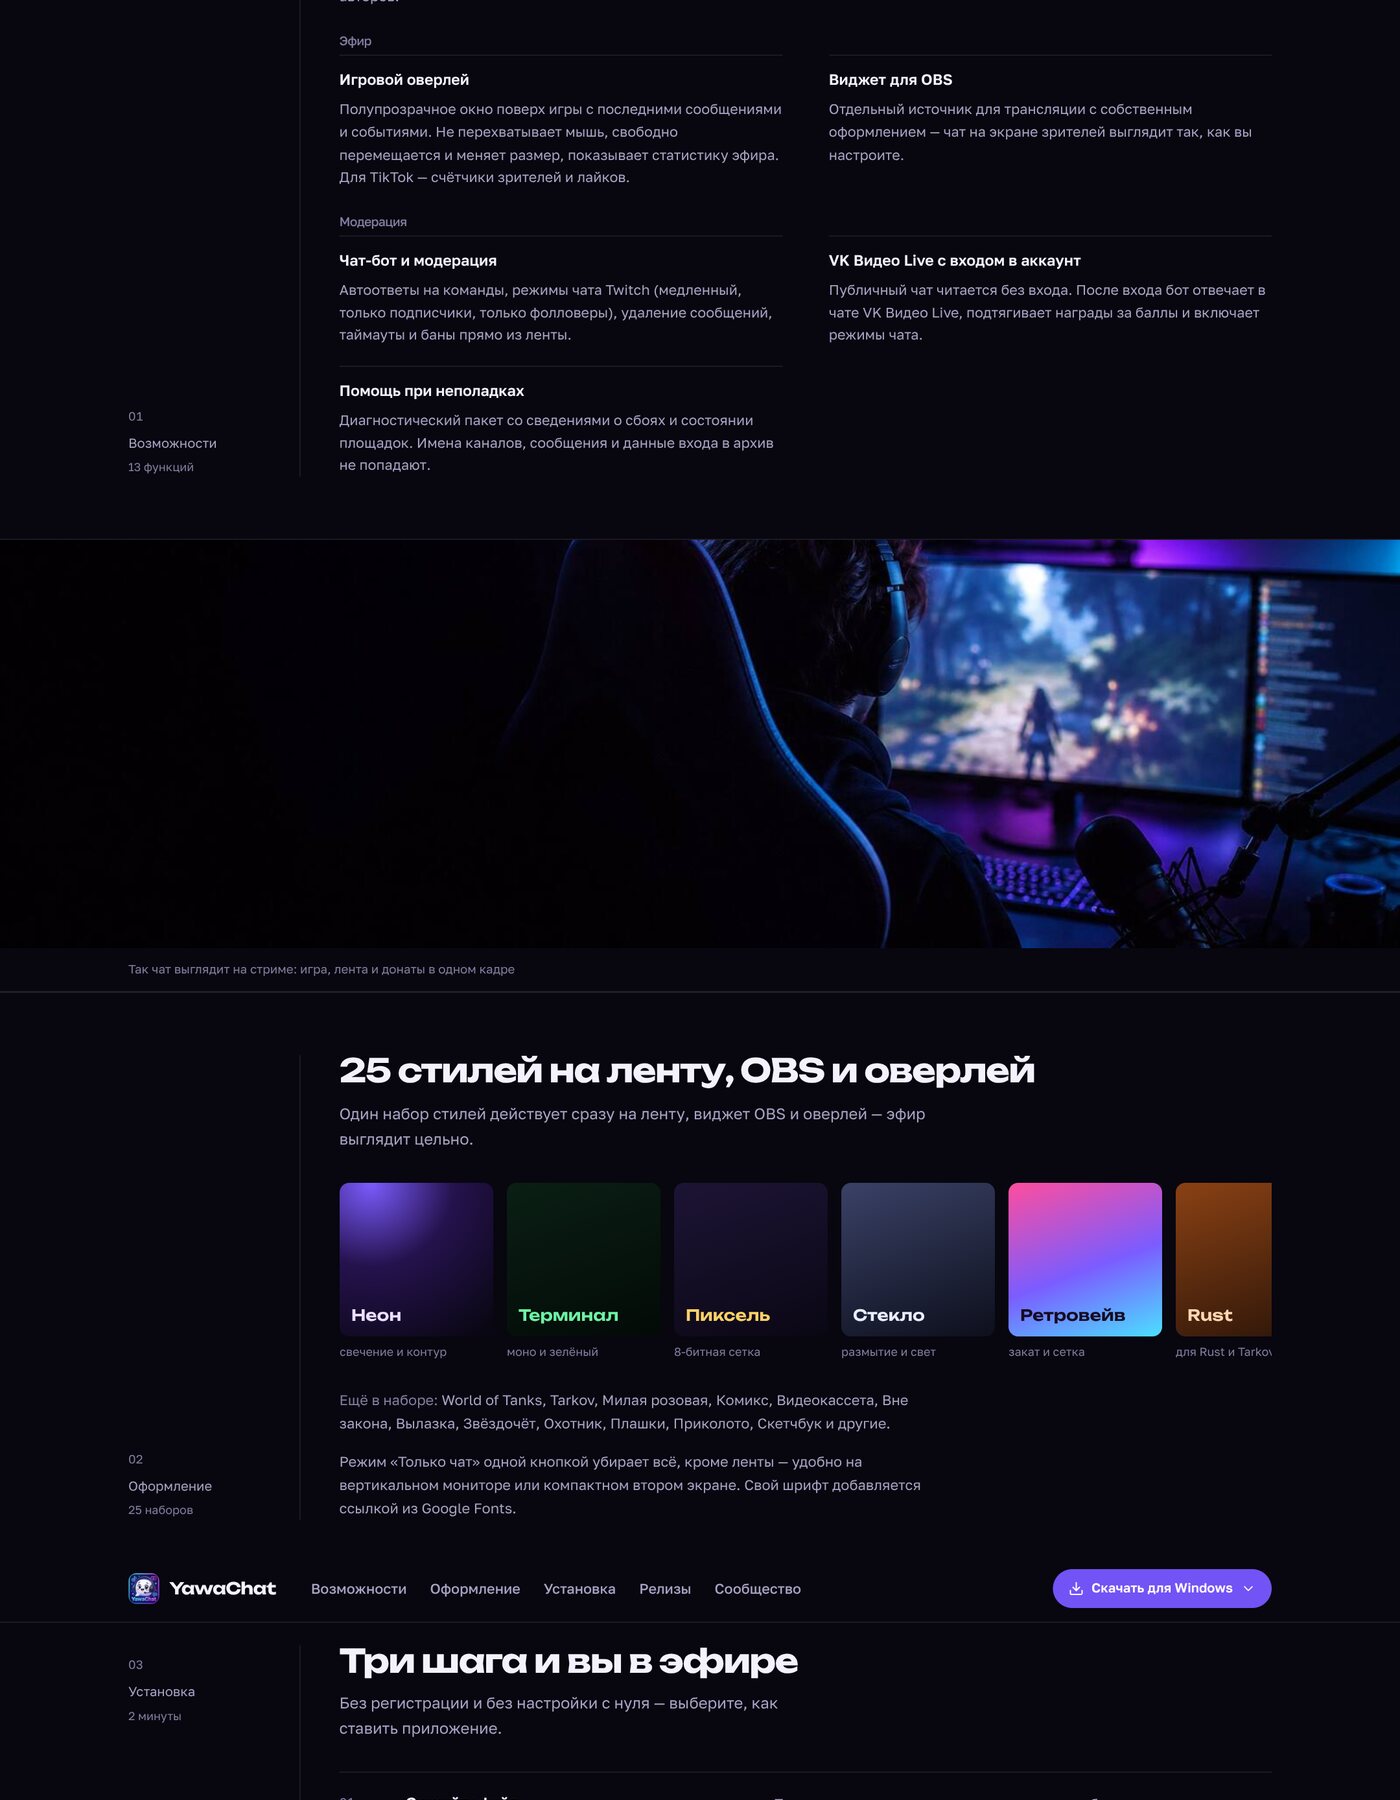 Эфир
Игровой оверлей
Полупрозрачное окно поверх игры с последними сообщениями
и событиями. Не перехватывает мышь, свободно
перемещается и меняет размер, показывает статистику эфира.
Для TikTok — счётчики зрителей и лайков.
Виджет для OBS
Отдельный источник для трансляции с собственным
оформлением — чат на экране зрителей выглядит так, как вы
настроите.
Модерация
Чат-бот и модерация
Автоответы на команды, режимы чата Twitch (медленный,
только подписчики, только фолловеры), удаление сообщений,
таймауты и баны прямо из ленты.
VK Видео Live с входом в аккаунт
Публичный чат читается без входа. После входа бот отвечает в
чате VK Видео Live, подтягивает награды за баллы и включает
режимы чата.
Помощь при неполадках
Диагностический пакет со сведениями о сбоях и состоянии
площадок. Имена каналов, сообщения и данные входа в архив
не попадают.
01
Возможности
13 функций
Так чат выглядит на стриме: игра, лента и донаты в одном кадре
25 стилей на ленту, OBS и оверлей
Один набор стилей действует сразу на ленту, виджет OBS и оверлей — эфир
выглядит цельно.
Неон
свечение и контур
Терминал
моно и зелёный
Пиксель
8-битная сетка
Стекло
размытие и свет
Ретровейв
закат и сетка
Rust
для Rust и Tarkov
Ещё в наборе: World of Tanks, Tarkov, Милая розовая, Комикс, Видеокассета, Вне
закона, Вылазка, Звёздочёт, Охотник, Плашки, Приколото, Скетчбук и другие.
Режим «Только чат» одной кнопкой убирает всё, кроме ленты — удобно на
вертикальном мониторе или компактном втором экране. Свой шрифт добавляется
ссылкой из Google Fonts.
02
Оформление
25 наборов
YawaChat
Возможности
Оформление
Установка
Релизы
Сообщество
Скачать для Windows
03
Установка
2 минуты
Три шага и вы в эфире
Без регистрации и без настройки с нуля — выберите, как
ставить приложение.